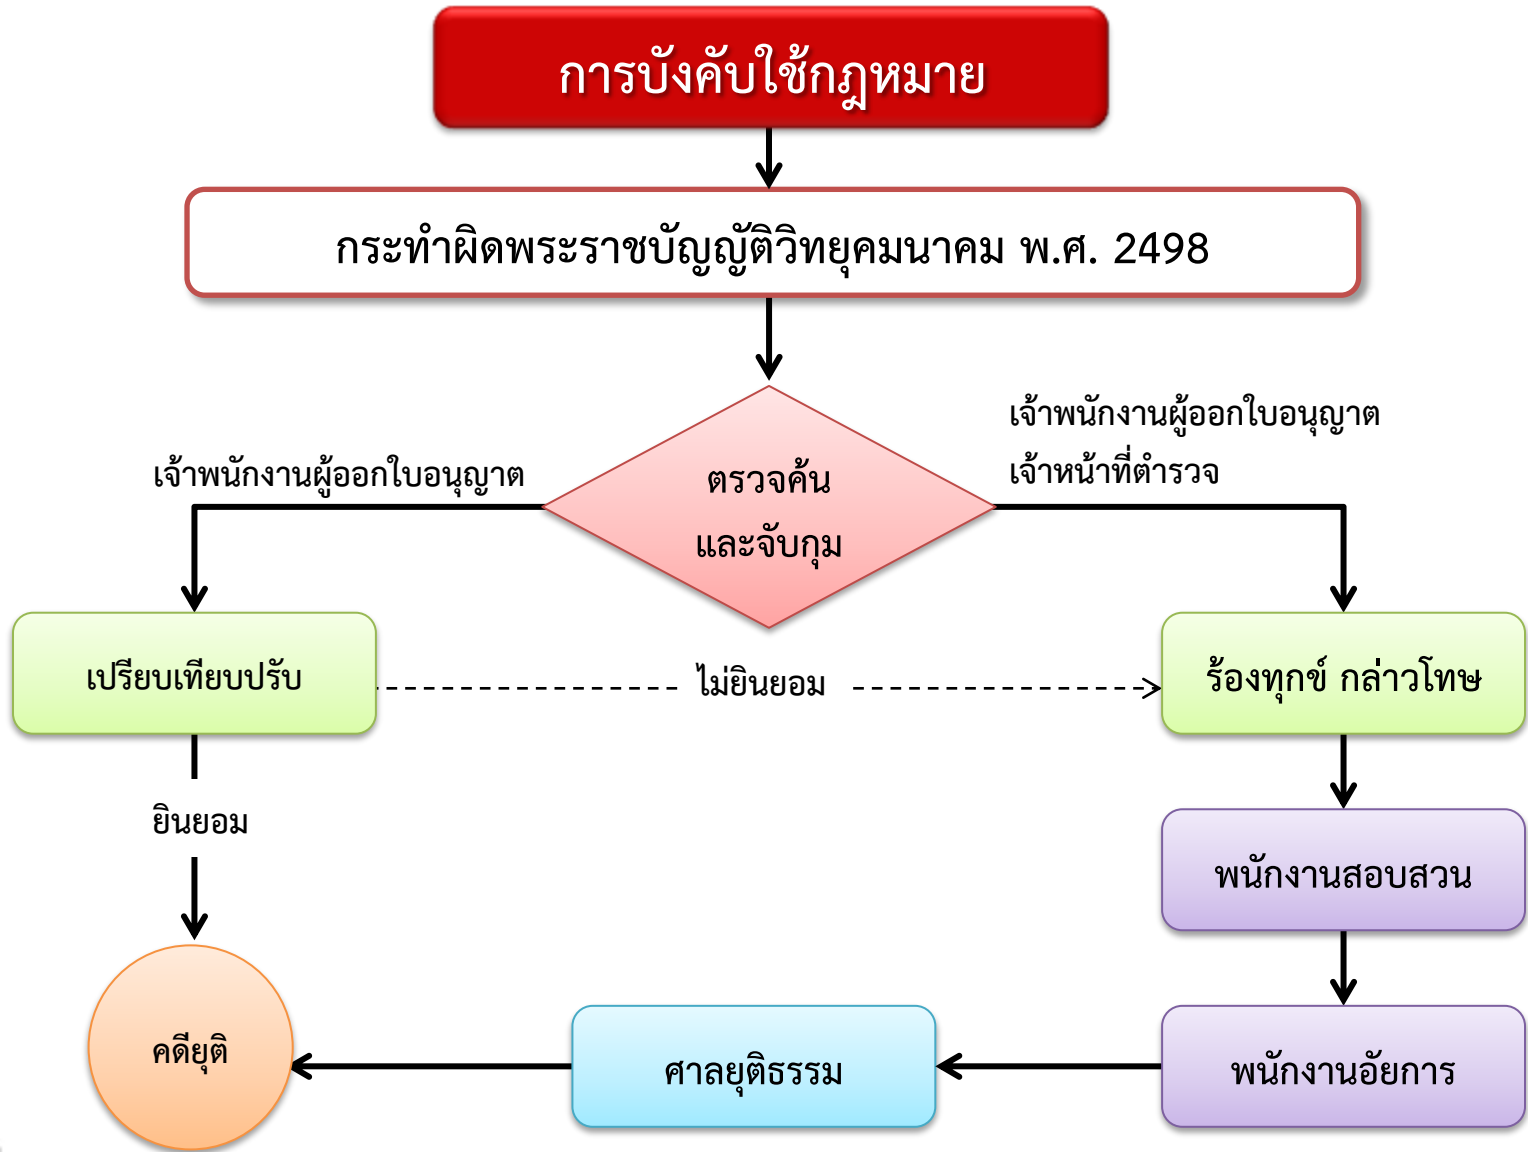 การบังคับใช้กฎหมาย
กระทำผิดพระราชบัญญัติวิทยุคมนาคม พ.ศ. 2498
เจ้าพนักงานผู้ออกใบอนุญาต
ตรวจค้น
และจับกุม
เจ้าพนักงานผู้ออกใบอนุญาต
เจ้าหน้าที่ตำรวจ
เปรียบเทียบปรับ
ไม่ยินยอม
ร้องทุกข์ กล่าวโทษ
ยินยอม
พนักงานสอบสวน
คดียุติ
ศาลยุติธรรม
พนักงานอัยการ